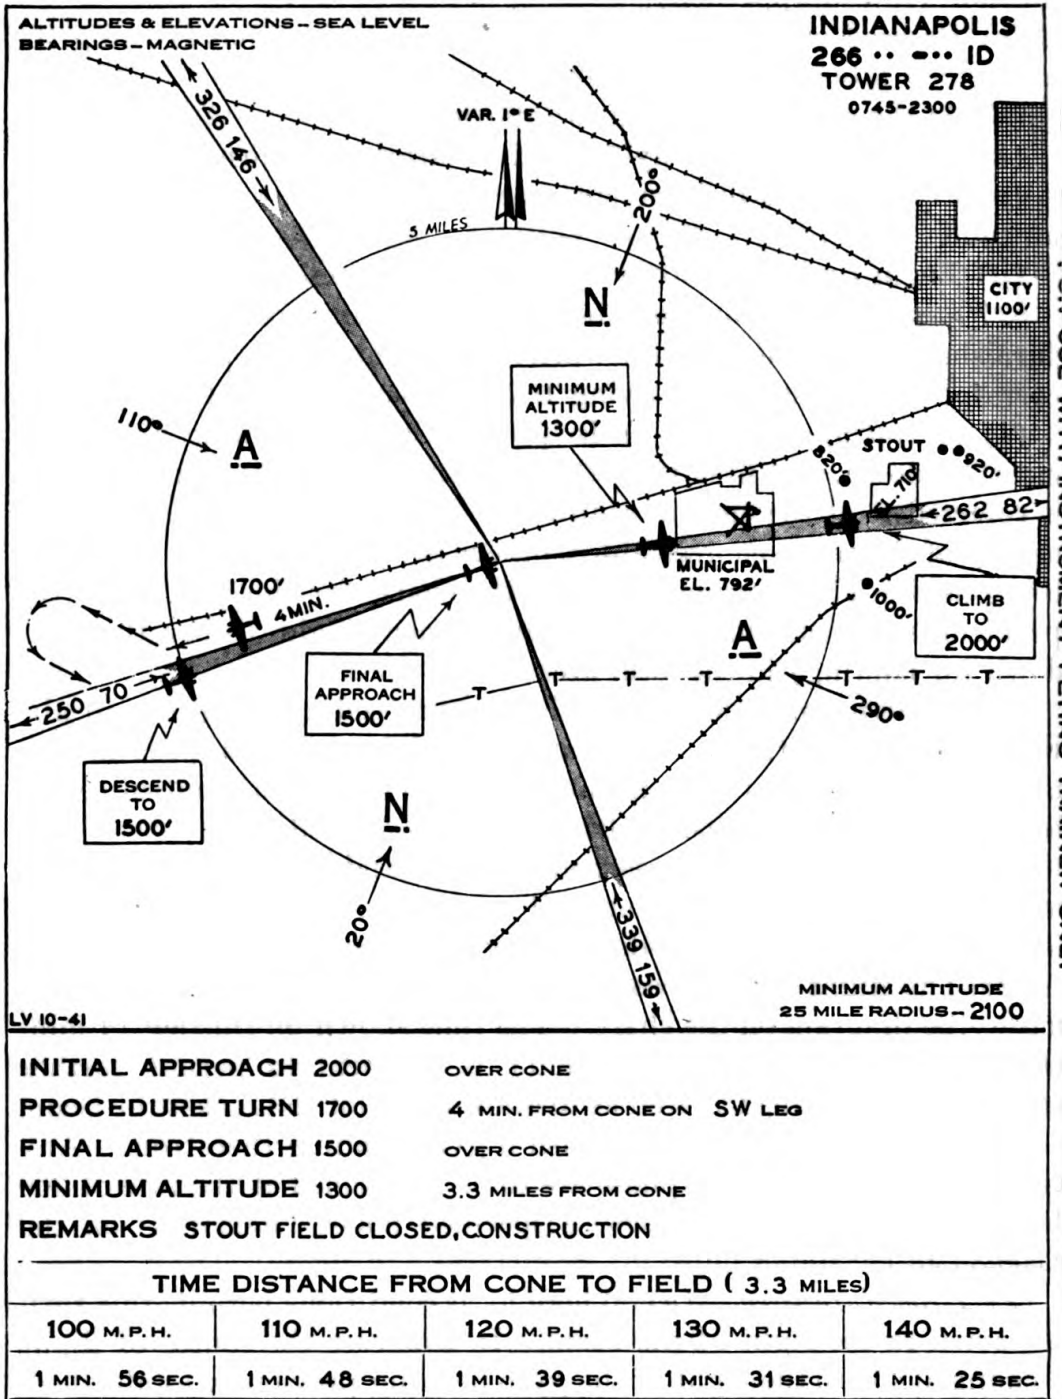 ALTITUDES & ELEVATIONS – SEA LEVEL
BEARINGS – MAGNETIC
INDIANAPOLIS
266 •• –•• ID
TOWER 278
0745-2300
VAR. 1° E
326 146
200°
5 MILES
N
CITY
1100'
MINIMUM
ALTITUDE
1300'
110°
A
STOUT
820'
920'
EL. 710'
262 82
MUNICIPAL
EL. 792'
1000'
1700'
4 MIN.
CLIMB
TO
2000'
A
FINAL
APPROACH
1500'
T T T T T T T
250 70
290°
DESCEND
TO
1500'
N
20°
339 159
MINIMUM ALTITUDE
25 MILE RADIUS – 2100
LV 10-41
INITIAL APPROACH 2000 OVER CONE
PROCEDURE TURN 1700 4 MIN. FROM CONE ON SW LEG
FINAL APPROACH 1500 OVER CONE
MINIMUM ALTITUDE 1300 3.3 MILES FROM CONE
REMARKS STOUT FIELD CLOSED, CONSTRUCTION
TIME DISTANCE FROM CONE TO FIELD ( 3.3 MILES)
100 M.P.H. 110 M.P.H. 120 M.P.H. 130 M.P.H. 140 M.P.H.
1 MIN. 56 SEC. 1 MIN. 48 SEC. 1 MIN. 39 SEC. 1 MIN. 31 SEC. 1 MIN. 25 SEC.